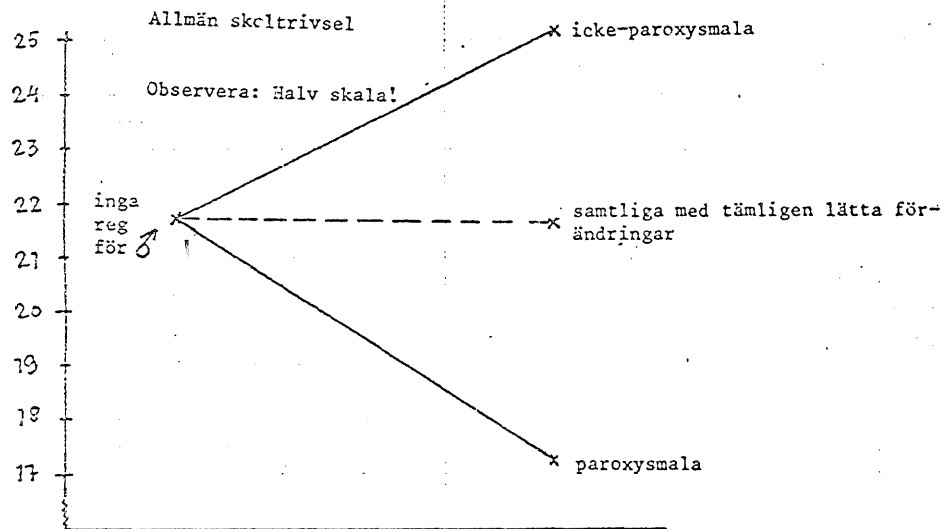 Allmän skoltrivsel
Observera: Halv skala!
25
24
23
22
21
20
19
18
17
icke-paroxysmala
inga
reg
för ♂
samtliga med tämligen lätta för-
ändringar
paroxysmala